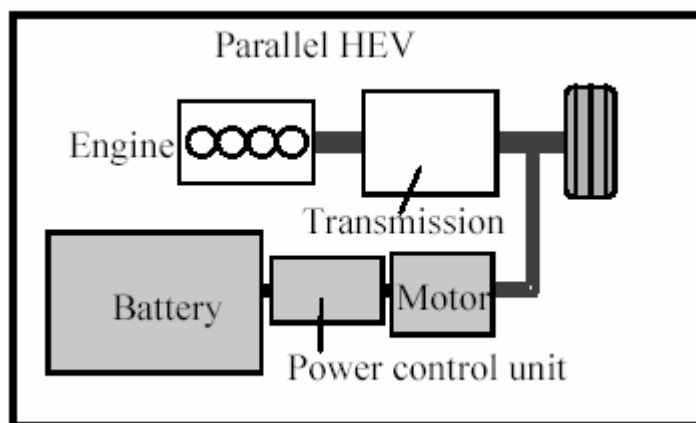 Parallel HEV
Engine
Transmission
Battery
Motor
Power control unit